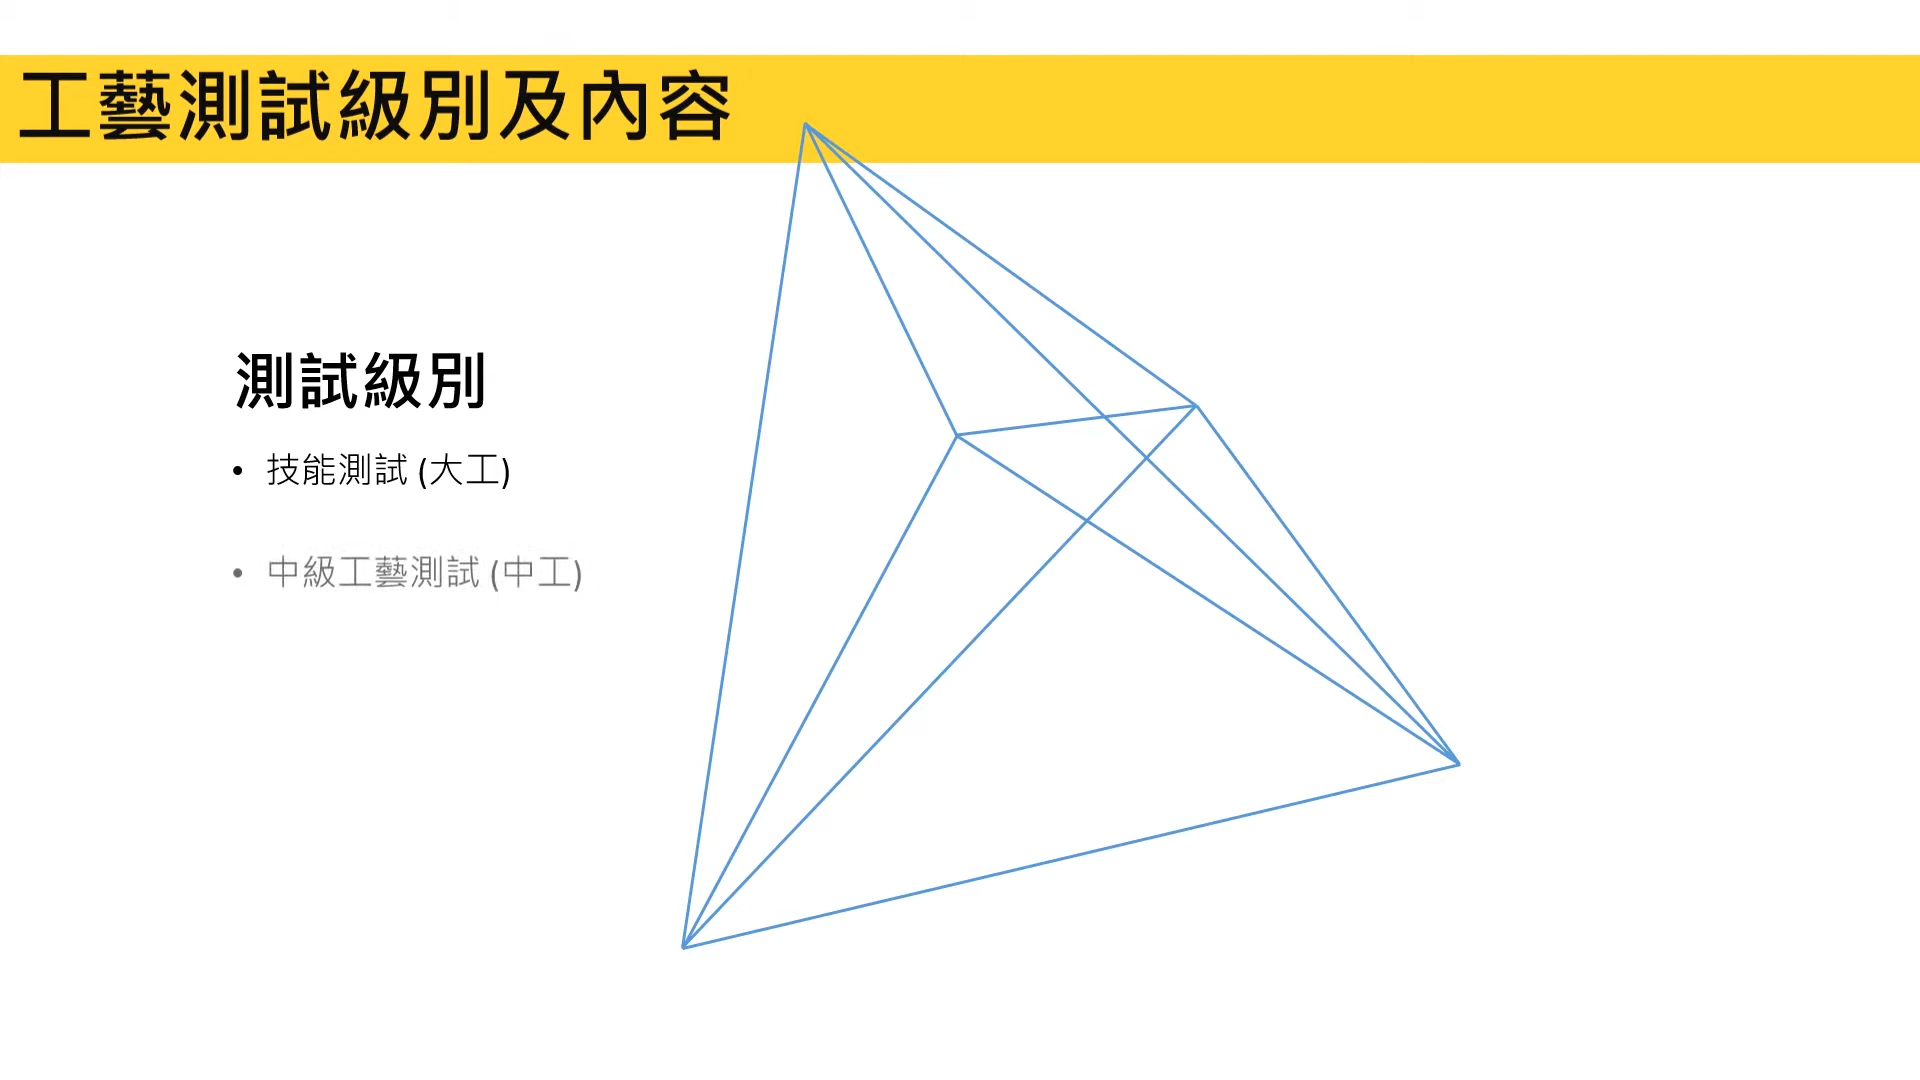 工藝測試級別及內容
測試級別
• 技能測試 (大工)
• 中級工藝測試 (中工)